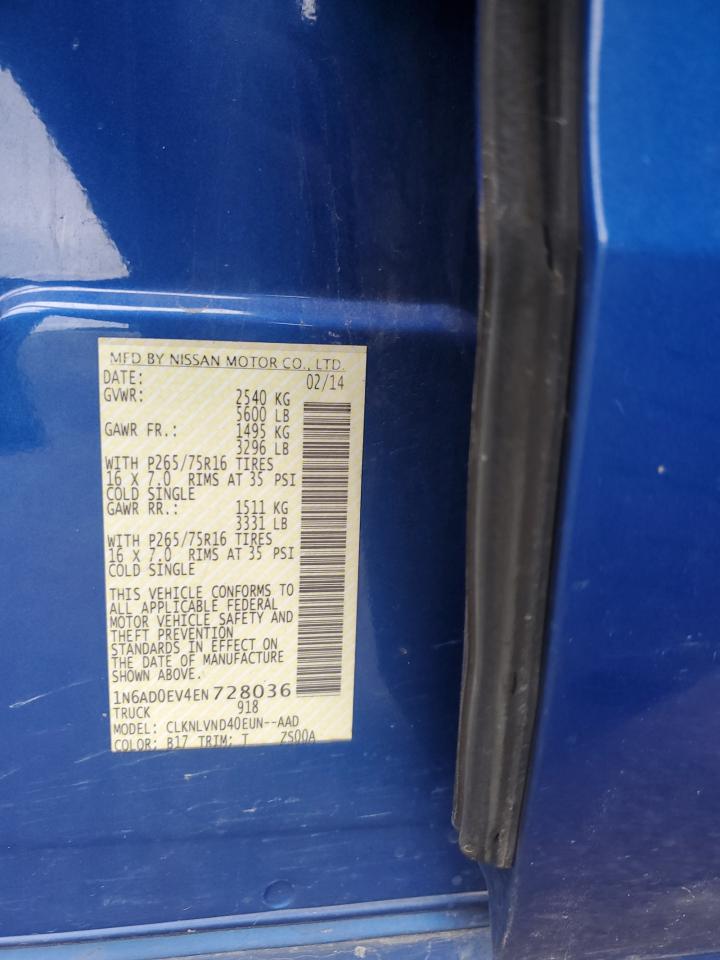 MFD BY NISSAN MOTOR CO., LTD.
DATE: 02/14
GVWR: 2540 KG
5600 LB
GAWR FR.: 1495 KG
3296 LB
WITH P265/75R16 TIRES
16 X 7.0 RIMS AT 35 PSI
COLD SINGLE
GAWR RR.: 1511 KG
3331 LB
WITH P265/75R16 TIRES
16 X 7.0 RIMS AT 35 PSI
COLD SINGLE
THIS VEHICLE CONFORMS TO
ALL APPLICABLE FEDERAL
MOTOR VEHICLE SAFETY AND
THEFT PREVENTION
STANDARDS IN EFFECT ON
THE DATE OF MANUFACTURE
SHOWN ABOVE.
1N6AD0EV4EN728036
TRUCK 918
MODEL: CLKNLVND40EUN--AAD
COLOR: B17 TRIM: T ZS00A